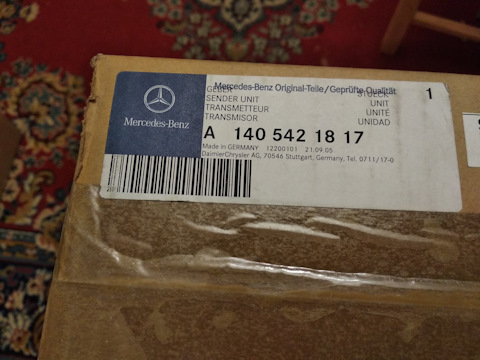 Mercedes-Benz Original-Teile/Geprüfte Qualität
GEBER STUECK 1
SENDER UNIT UNIT
TRANSMETTEUR UNITÉ
TRANSMISOR UNIDAD
Mercedes-Benz
A 140 542 18 17
Made in GERMANY 12200101 21.09.05
DaimlerChrysler AG, 70546 Stuttgart, Germany, Tel. 0711/17-0